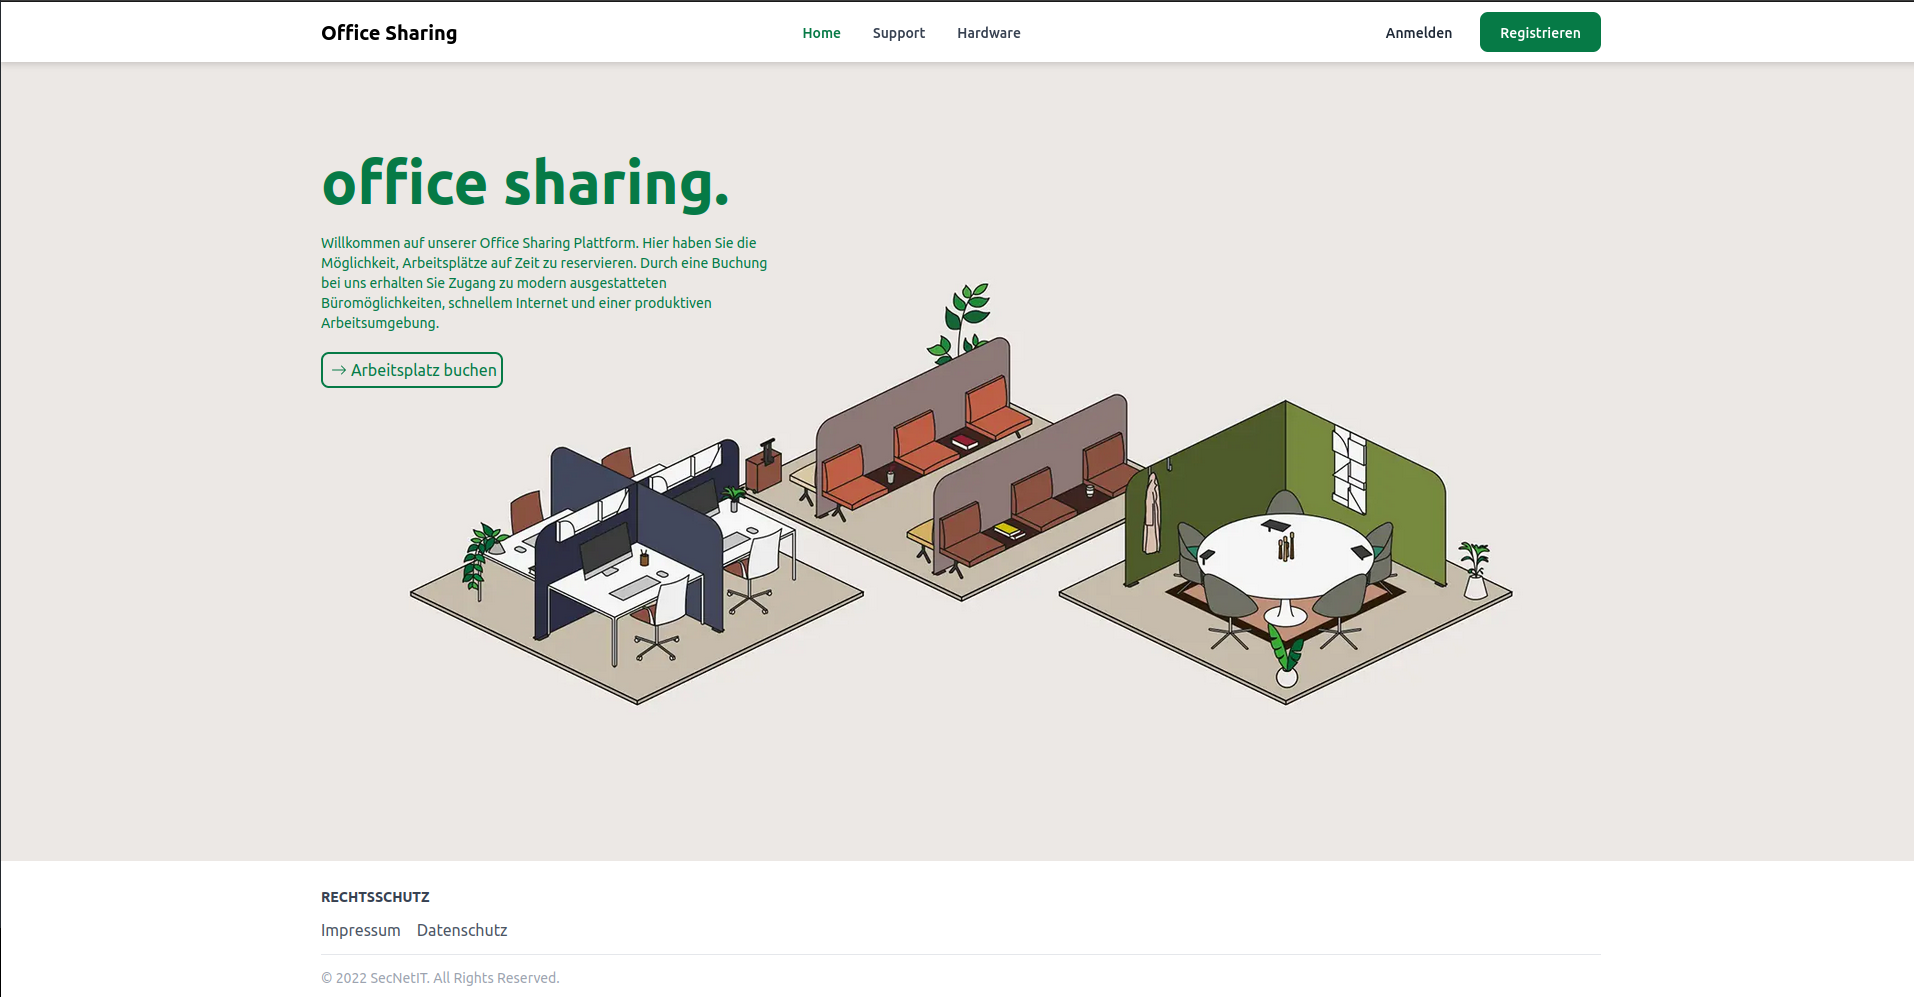 Office Sharing
Home Support Hardware
Anmelden Registrieren
office sharing.
Willkommen auf unserer Office Sharing Plattform. Hier haben Sie die
Möglichkeit, Arbeitsplätze auf Zeit zu reservieren. Durch eine Buchung
bei uns erhalten Sie Zugang zu modern ausgestatteten
Büromöglichkeiten, schnellem Internet und einer produktiven
Arbeitsumgebung.
→ Arbeitsplatz buchen
RECHTSSCHUTZ
Impressum Datenschutz
© 2022 SecNetIT. All Rights Reserved.